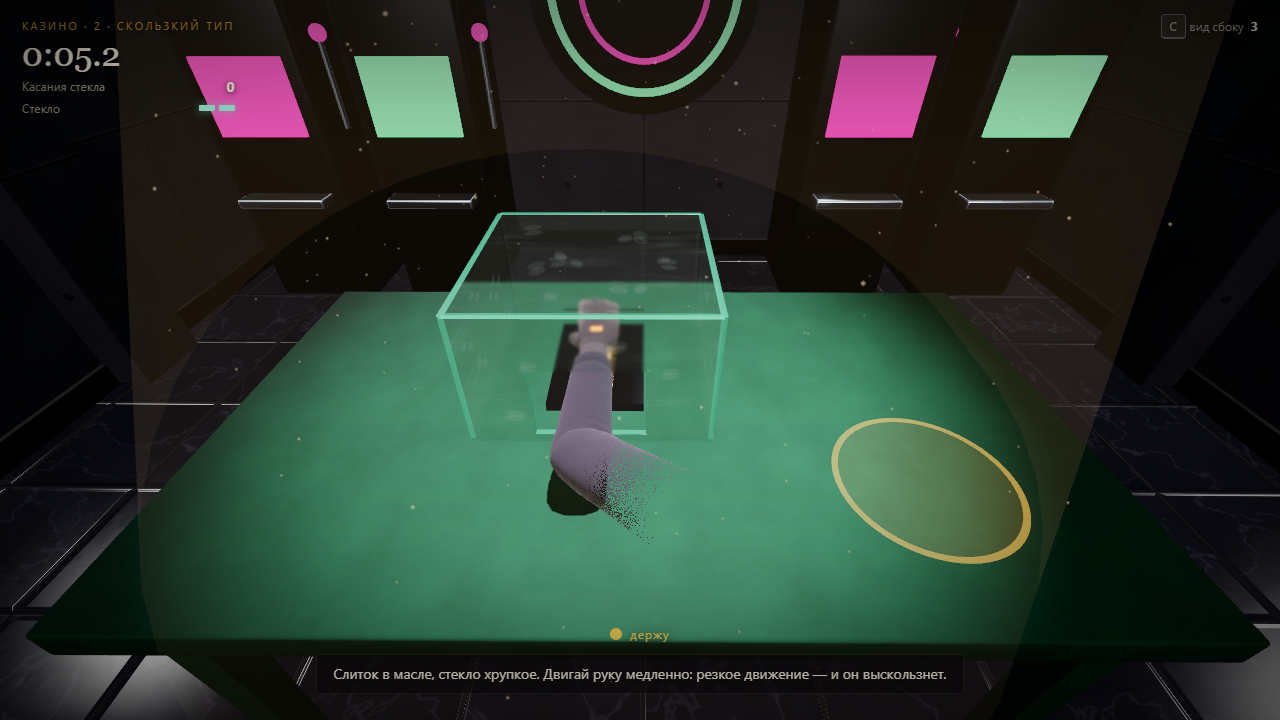 КАЗИНО · 2 · СКОЛЬЗКИЙ ТИП
0:05.2
Касания стекла 0
Стекло
C вид сбоку 3
держу
Слиток в масле, стекло хрупкое. Двигай руку медленно: резкое движение — и он выскользнет.